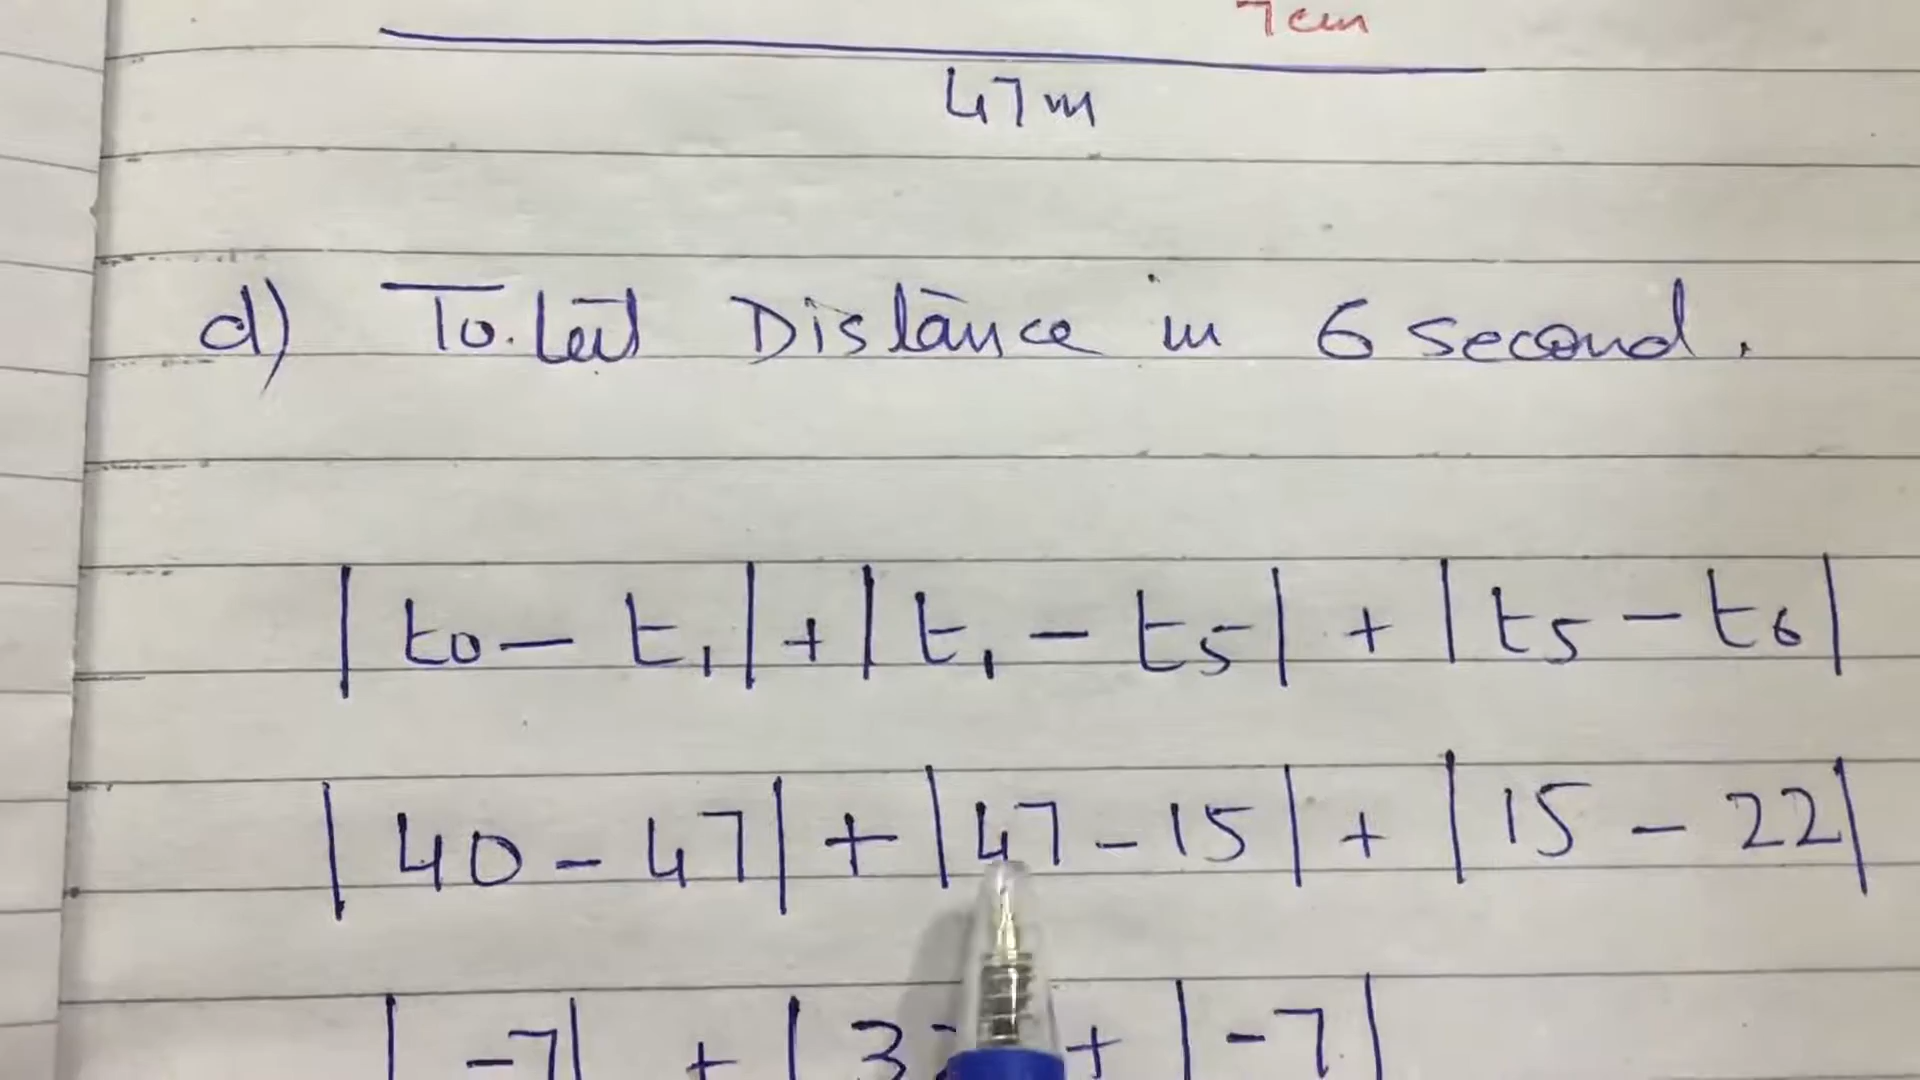 7cm
47m
d) Total Distance in 6 second.
|t0 - t1| + |t1 - t5| + |t5 - t6|
|40 - 47| + |47 - 15| + |15 - 22|
|-7| + |3 + |-7|